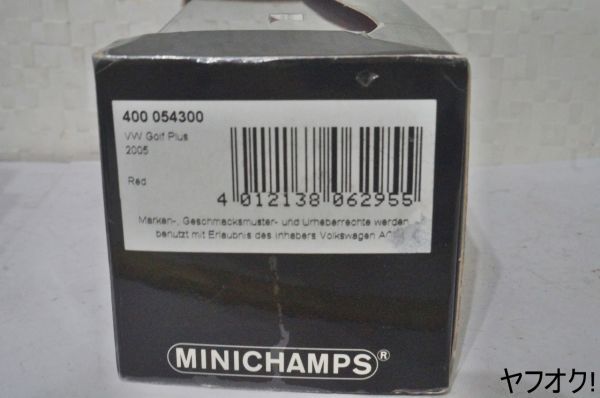 400 054300
VW Golf Plus
2005
Red
4 012138 062955
Marken-, Geschmacksmuster- und Urheberrechte werden
benutzt mit Erlaubnis des Inhabers Volkswagen AG
MINICHAMPS®
ヤフオク!